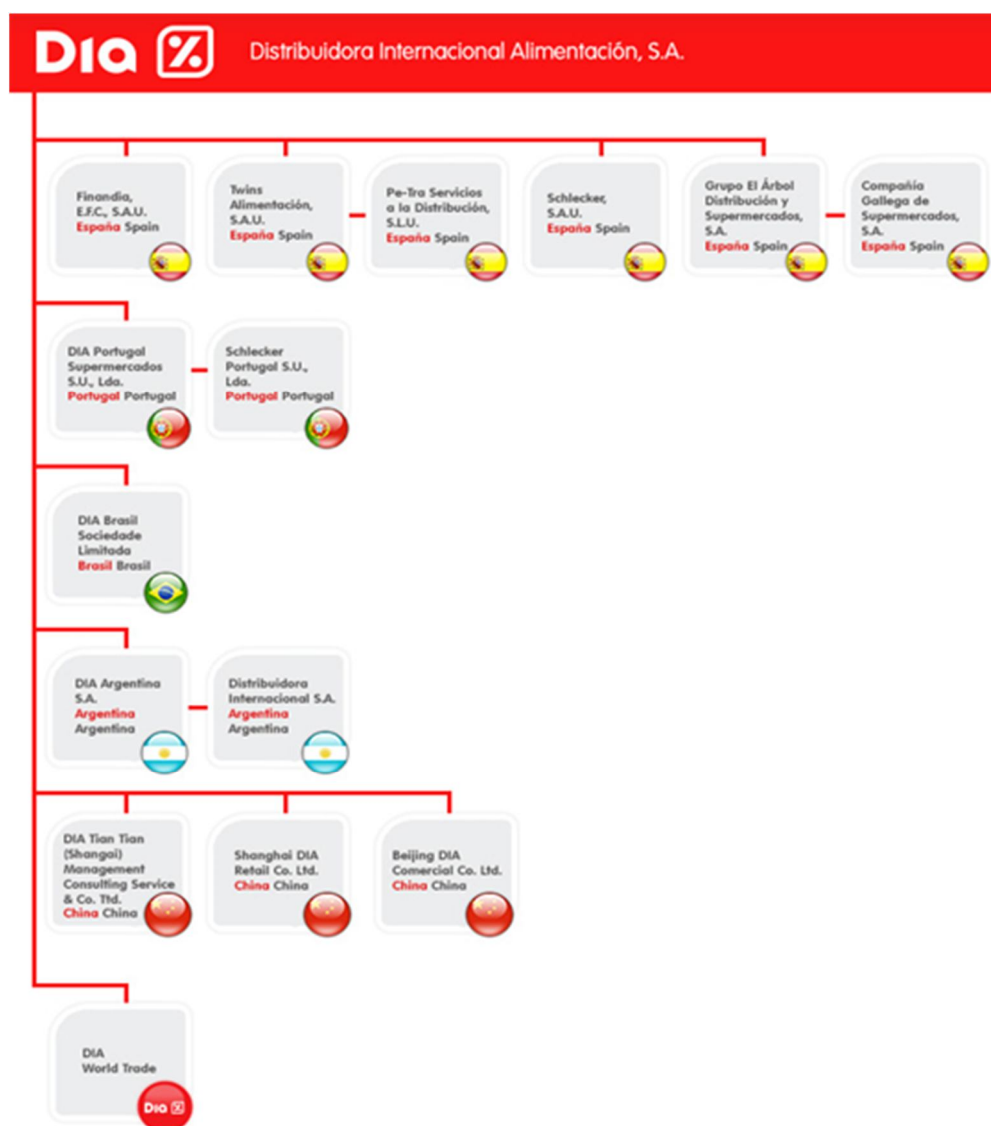 DIA %
Distribuidora Internacional Alimentación, S.A.
Finandia,
E.F.C., S.A.U.
España Spain
Twins
Alimentación,
S.A.U.
España Spain
Pe-Tra Servicios
a la Distribución,
S.L.U.
España Spain
Schlecker,
S.A.U.
España Spain
Grupo El Árbol
Distribución y
Supermercados,
S.A.
España Spain
Compañía
Gallega de
Supermercados,
S.A.
España Spain
DIA Portugal
Supermercados
S.U., Lda.
Portugal Portugal
Schlecker
Portugal S.U.,
Lda.
Portugal Portugal
DIA Brasil
Sociedade
Limitada
Brasil Brasil
DIA Argentina
S.A.
Argentina
Argentina
Distribuidora
Internacional S.A.
Argentina
Argentina
DIA Tian Tian
(Shangai)
Management
Consulting Service
& Co. Ttd.
China China
Shanghai DIA
Retail Co. Ltd.
China China
Beijing DIA
Comercial Co. Ltd.
China China
DIA
World Trade
DIA %